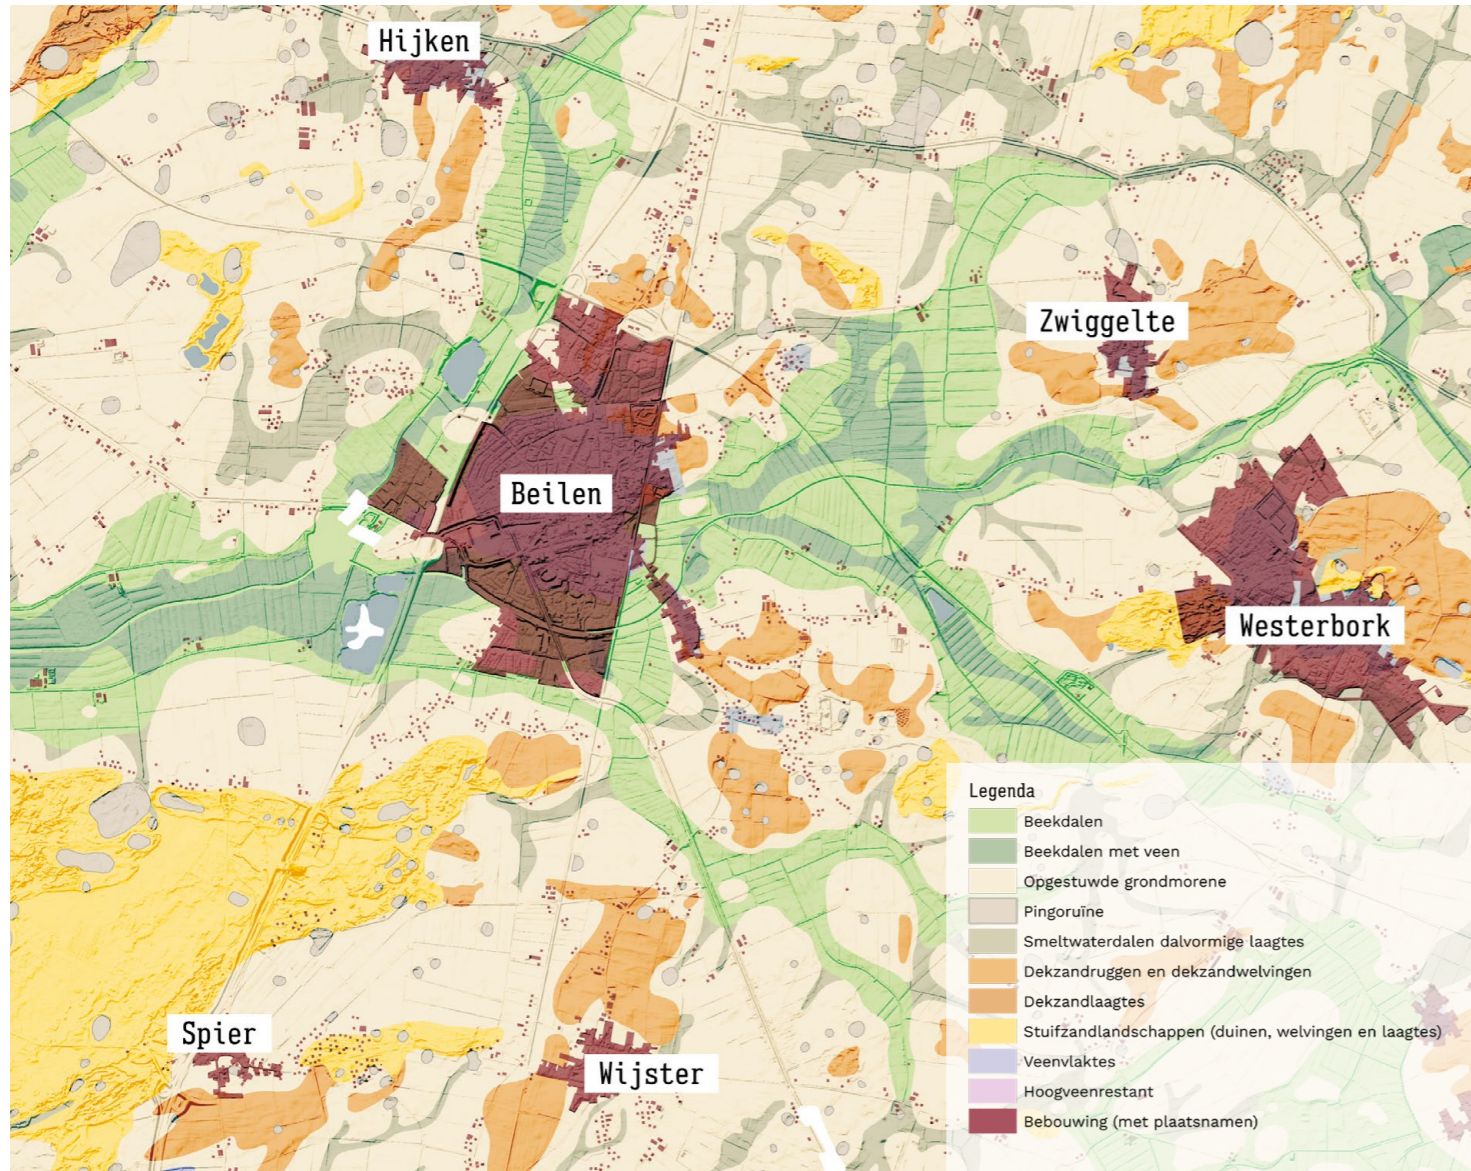 Hijken
Zwiggelte
Beilen
Westerbork
Spier
Wijster
Legenda
Beekdalen
Beekdalen met veen
Opgestuwde grondmorene
Pingoruïne
Smeltwaterdalen dalvormige laagtes
Dekzandruggen en dekzandwelvingen
Dekzandlaagtes
Stuifzandlandschappen (duinen, welvingen en laagtes)
Veenvlaktes
Hoogveenrestant
Bebouwing (met plaatsnamen)